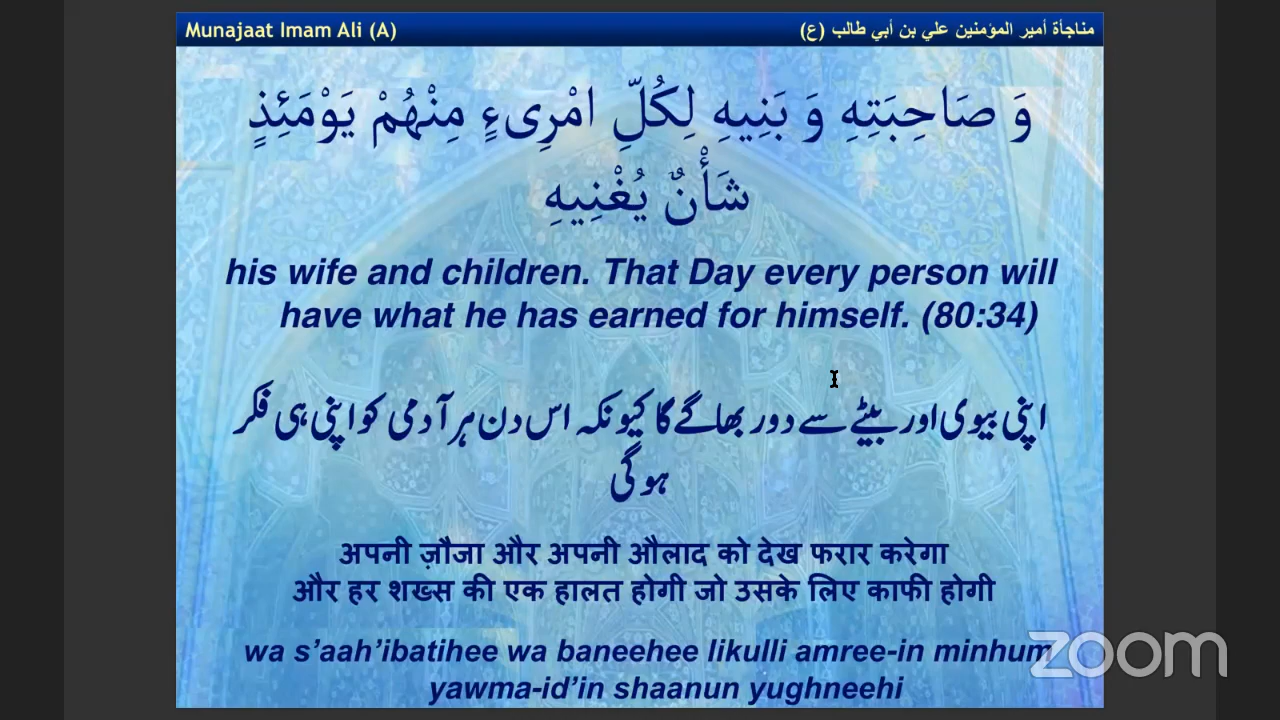 Munajaat Imam Ali (A)
مناجأة أمير المؤمنين علي بن أبي طالب (ع)
وَ صَاحِبَتِهِ وَ بَنِيهِ لِكُلِّ امْرِىءٍ مِنْهُمْ يَوْمَئِذٍ
شَأْنٌ يُغْنِيهِ
his wife and children. That Day every person will
have what he has earned for himself. (80:34)
اپنی بیوی اور بیٹے سے دور بھاگے گا کیونکہ اس دن ہر آدمی کو اپنی ہی فکر
ہوگی
अपनी ज़ौजा और अपनी औलाद को देख फरार करेगा
और हर शख्स की एक हालत होगी जो उसके लिए काफी होगी
wa s’aah’ibatihee wa baneehee likulli amree-in minhum
yawma-id’in shaanun yughneehi
zoom